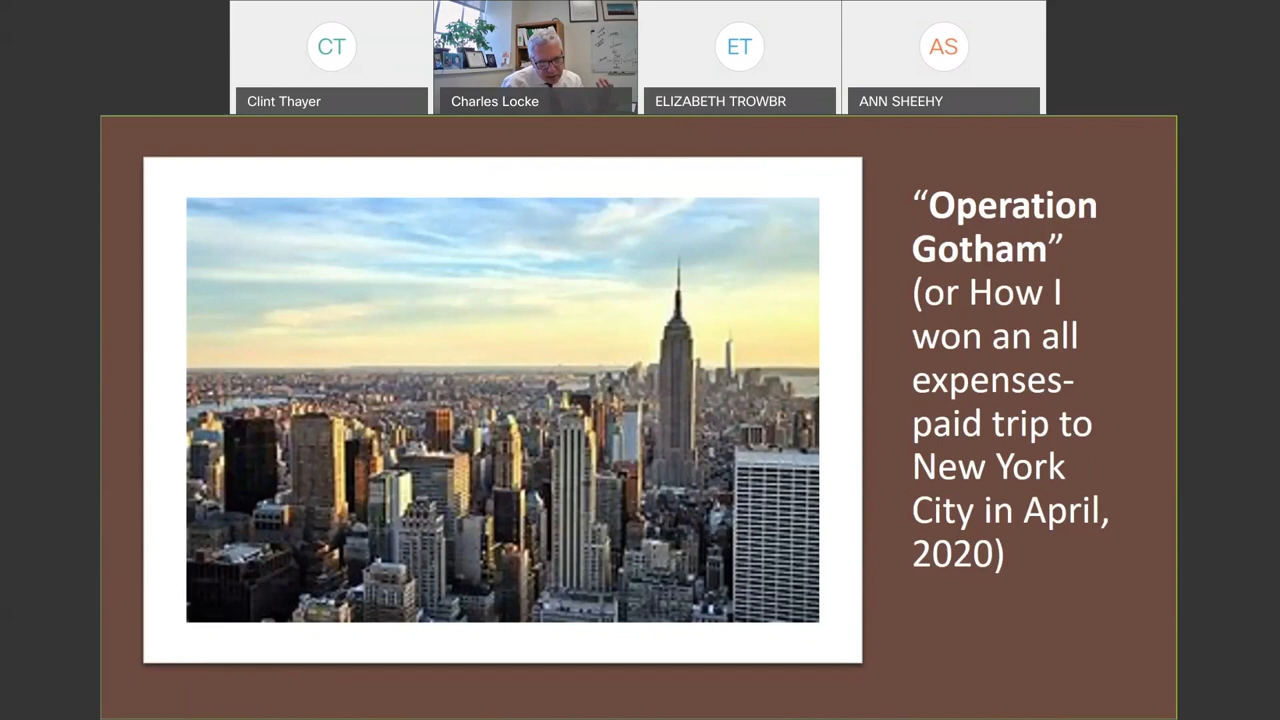 CT
ET
AS
Clint Thayer
Charles Locke
ELIZABETH TROWBR
ANN SHEEHY
“Operation
Gotham”
(or How I
won an all
expenses-
paid trip to
New York
City in April,
2020)